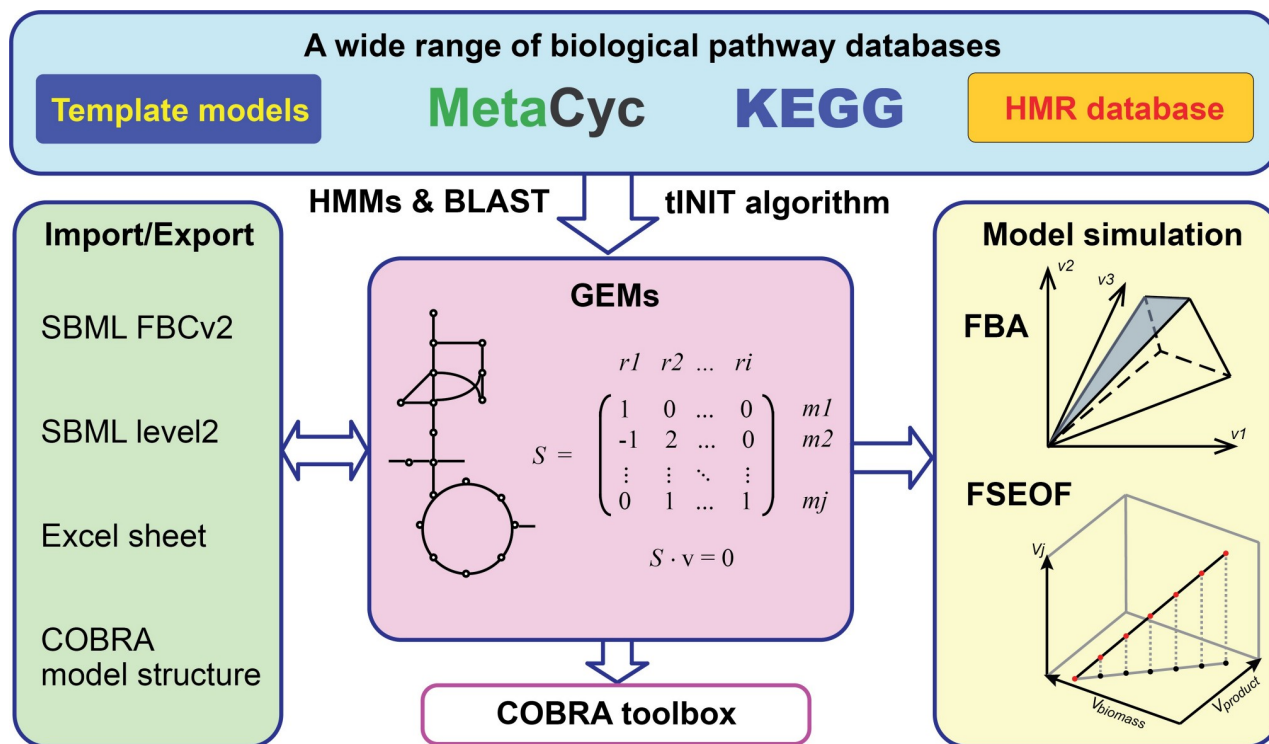 A wide range of biological pathway databases
Template models
MetaCyc
KEGG
HMR database
HMMs & BLAST
tINIT algorithm
Import/Export
SBML FBCv2
SBML level2
Excel sheet
COBRA
model structure
GEMs
r1 r2 ... ri
S =
1 0 ... 0 m1
-1 2 ... 0 m2
⋮ ⋮ ⋱ ⋮
0 1 ... 1 mj
S · v = 0
COBRA toolbox
Model simulation
FBA
v2
v3
v1
FSEOF
Vj
Vbiomass
Vproduct